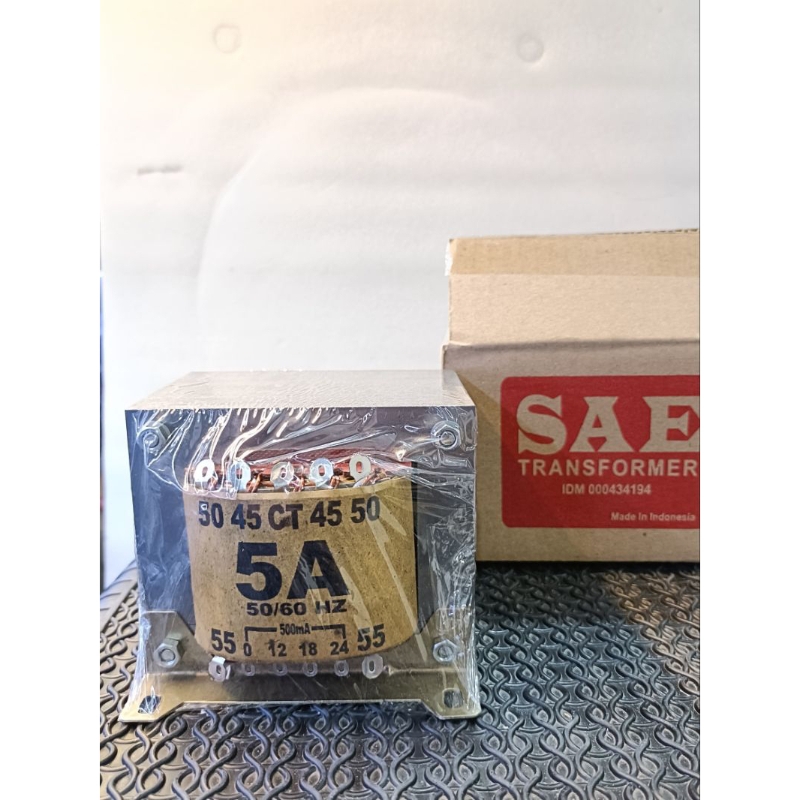 50 45 CT 45 50
5A
50/60 HZ
500mA
55 0 12 18 24 55
SAE
TRANSFORMER
IDM 000434194
Made in Indonesia